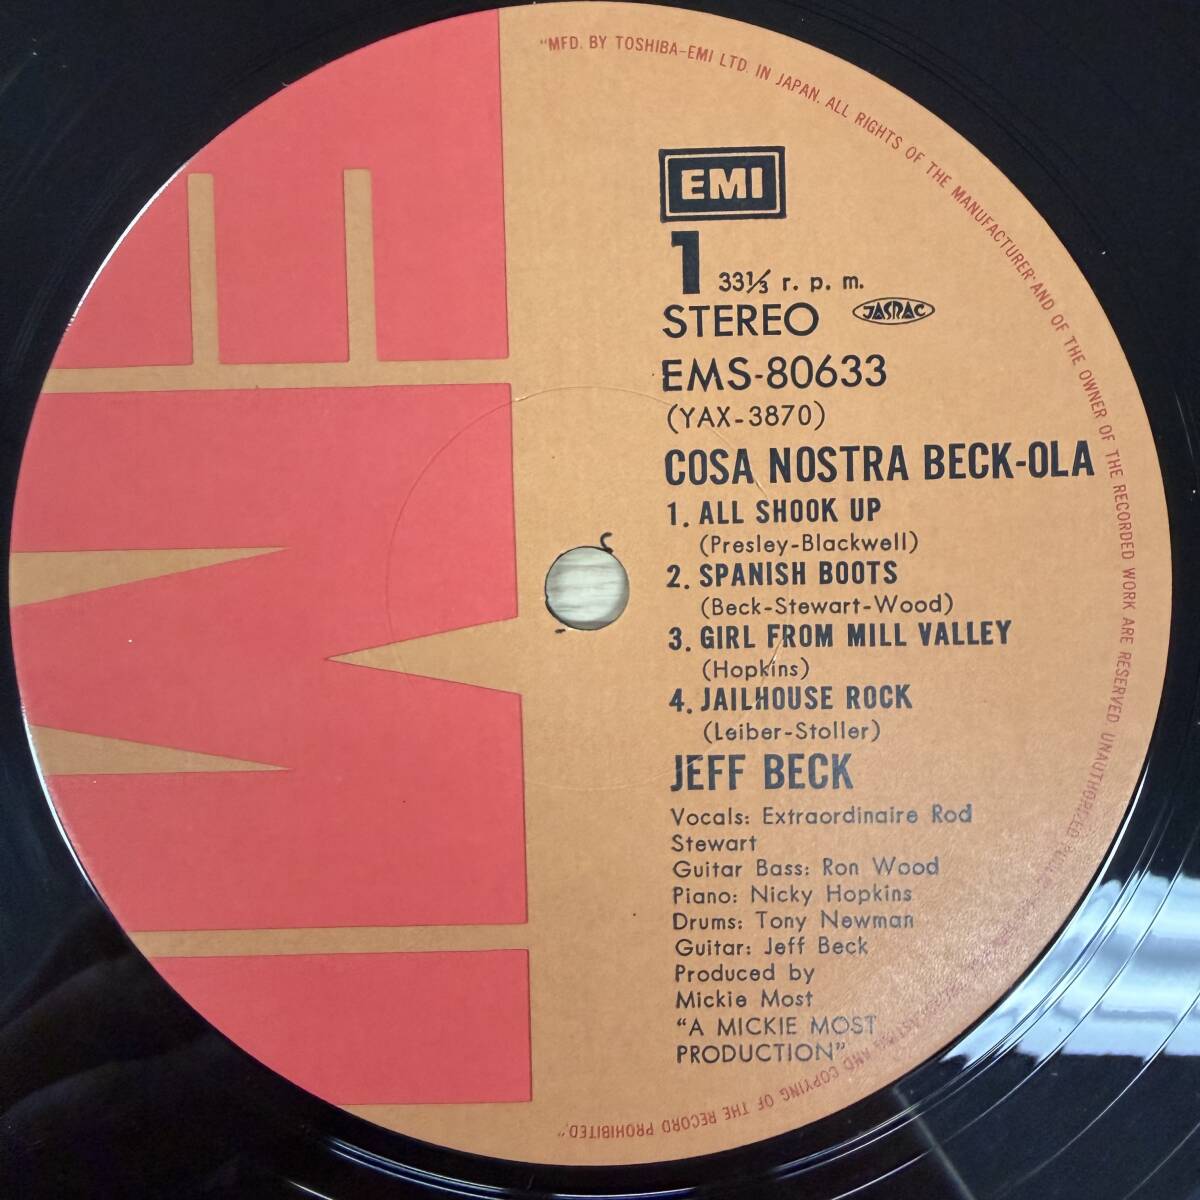 "MFD. BY TOSHIBA-EMI LTD. IN JAPAN. ALL RIGHTS OF THE MANUFACTURER AND OF THE OWNER OF THE RECORDED WORK ARE RESERVED. UNAUTHORIZED AND COPYING OF THE RECORD PROHIBITED."
EMI
1 33⅓ r. p. m.
STEREO JASRAC
EMS-80633
(YAX-3870)
COSA NOSTRA BECK-OLA
1. ALL SHOOK UP
(Presley-Blackwell)
2. SPANISH BOOTS
(Beck-Stewart-Wood)
3. GIRL FROM MILL VALLEY
(Hopkins)
4. JAILHOUSE ROCK
(Leiber-Stoller)
JEFF BECK
Vocals: Extraordinaire Rod
Stewart
Guitar Bass: Ron Wood
Piano: Nicky Hopkins
Drums: Tony Newman
Guitar: Jeff Beck
Produced by
Mickie Most
"A MICKIE MOST
PRODUCTION"
EMI